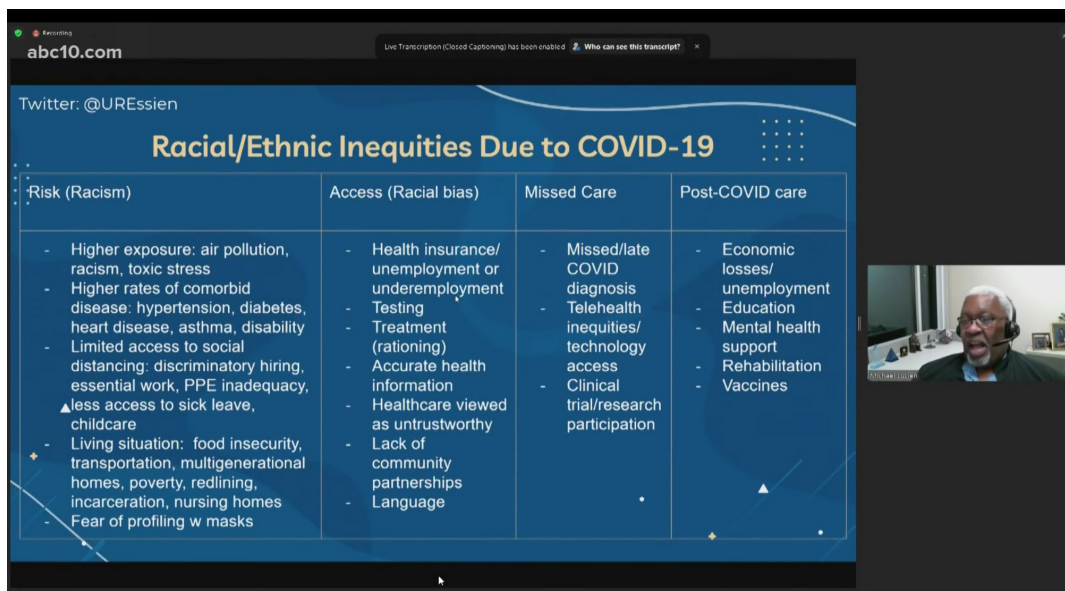 Recording
abc10.com
Live Transcription (Closed Captioning) has been enabled Who can see this transcript? ×
Twitter: @UREssien
Racial/Ethnic Inequities Due to COVID-19
Risk (Racism)
- Higher exposure: air pollution,
racism, toxic stress
- Higher rates of comorbid
disease: hypertension, diabetes,
heart disease, asthma, disability
- Limited access to social
distancing: discriminatory hiring,
essential work, PPE inadequacy,
less access to sick leave,
childcare
- Living situation: food insecurity,
transportation, multigenerational
homes, poverty, redlining,
incarceration, nursing homes
- Fear of profiling w masks
Access (Racial bias)
- Health insurance/
unemployment or
underemployment
- Testing
- Treatment
(rationing)
- Accurate health
information
- Healthcare viewed
as untrustworthy
- Lack of
community
partnerships
- Language
Missed Care
- Missed/late
COVID
diagnosis
- Telehealth
inequities/
technology
access
- Clinical
trial/research
participation
Post-COVID care
- Economic
losses/
unemployment
- Education
- Mental health
support
- Rehabilitation
- Vaccines